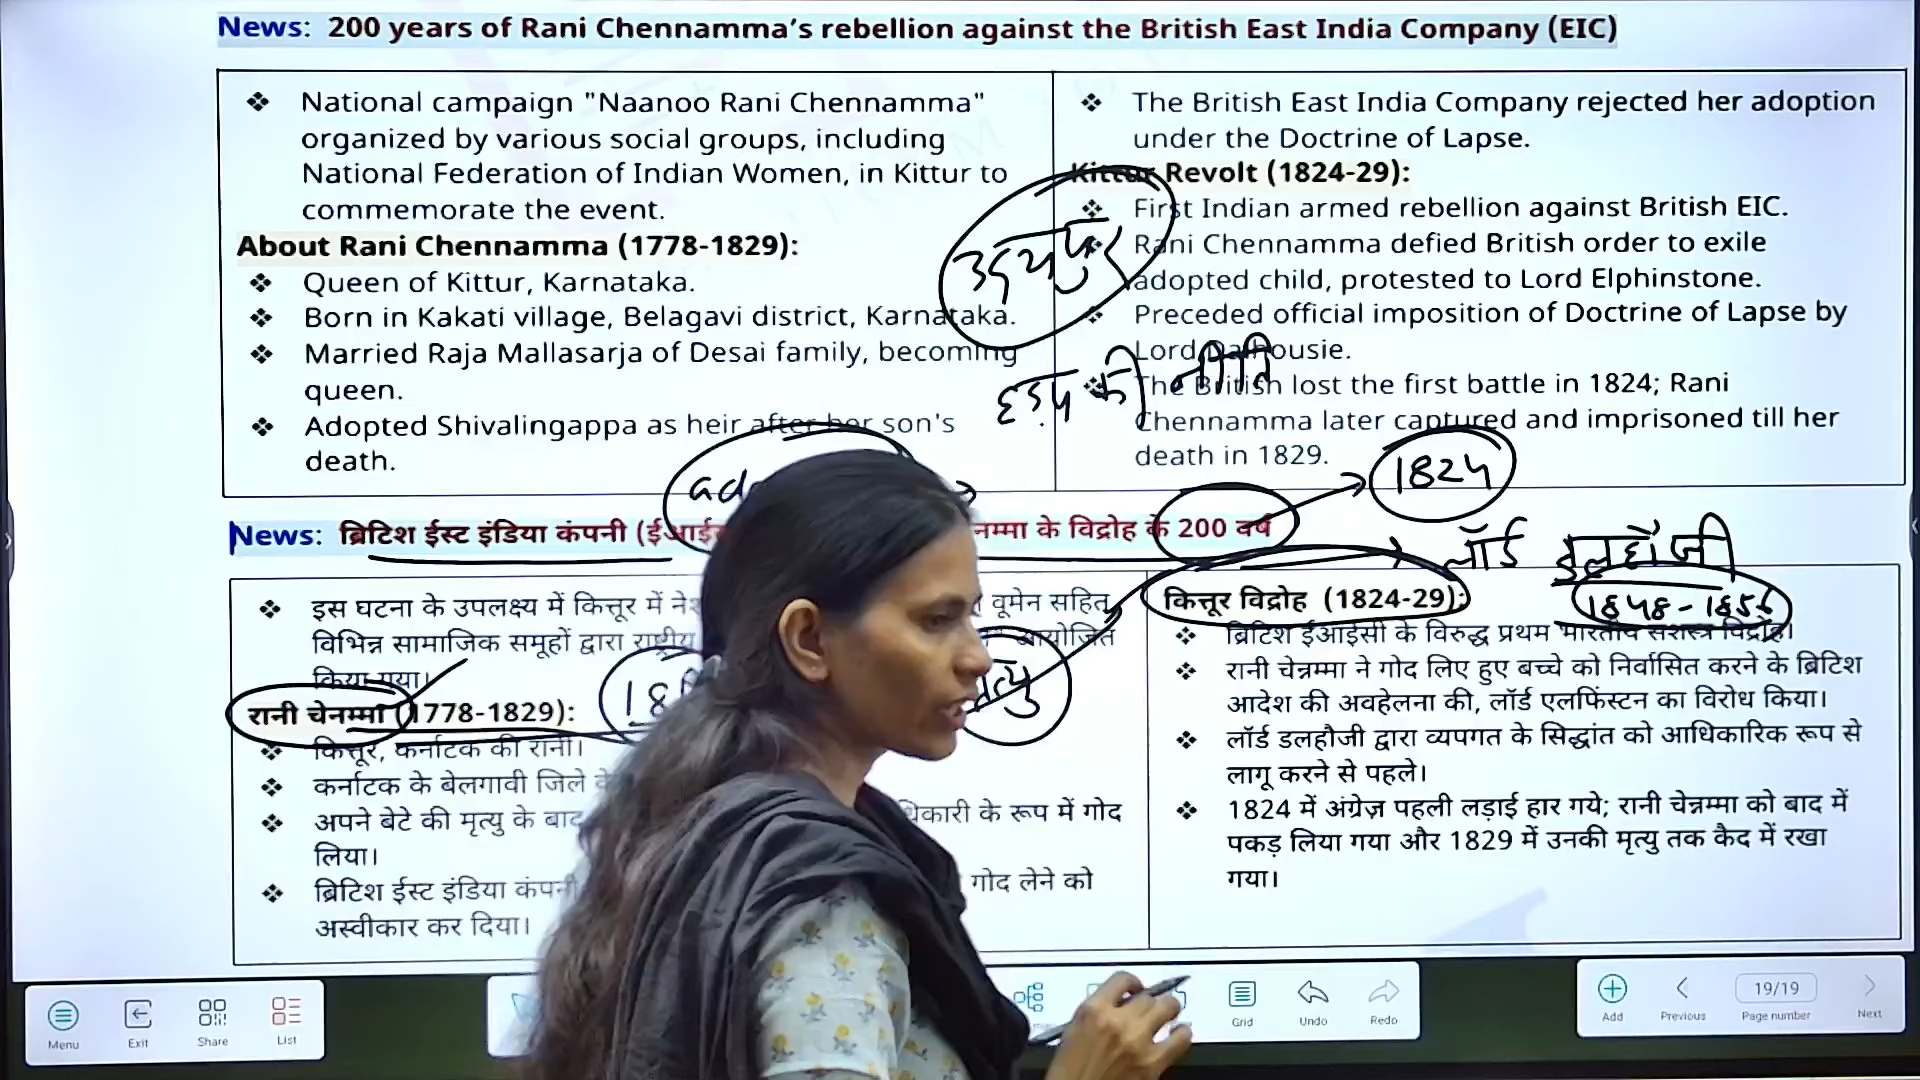 News: 200 years of Rani Chennamma's rebellion against the British East India Company (EIC)
❖ National campaign "Naanoo Rani Chennamma"
organized by various social groups, including
National Federation of Indian Women, in Kittur to
commemorate the event.
About Rani Chennamma (1778-1829):
❖ Queen of Kittur, Karnataka.
❖ Born in Kakati village, Belagavi district, Karnataka.
❖ Married Raja Mallasarja of Desai family, becoming
queen.
❖ Adopted Shivalingappa as heir after her son's
death.
❖ The British East India Company rejected her adoption
under the Doctrine of Lapse.
Kittur Revolt (1824-29):
❖ First Indian armed rebellion against British EIC.
❖ Rani Chennamma defied British order to exile
adopted child, protested to Lord Elphinstone.
❖ Preceded official imposition of Doctrine of Lapse by
Lord Dalhousie.
❖ The British lost the first battle in 1824; Rani
Chennamma later captured and imprisoned till her
death in 1829.
उदयपुर
हड़प की नीति
1824
लॉर्ड डलहौजी
1848-1856
News: ब्रिटिश ईस्ट इंडिया कंपनी के विद्रोह के 200 वर्ष
❖ इस घटना के उपलक्ष्य में कित्तूर में वूमेन सहित
विभिन्न सामाजिक समूहों द्वारा राष्ट्रीय आयोजित
किया गया।
रानी चेनम्मा (1778-1829):
❖ कित्तूर, कर्नाटक की रानी।
❖ कर्नाटक के बेलगावी जिले
❖ अपने बेटे की मृत्यु के बाद के रूप में गोद
लिया।
❖ ब्रिटिश ईस्ट इंडिया कंपनी गोद लेने को
अस्वीकार कर दिया।
कित्तूर विद्रोह (1824-29):
❖ ब्रिटिश ईआईसी के विरुद्ध प्रथम भारतीय सशस्त्र विद्रोह।
❖ रानी चेन्नम्मा ने गोद लिए हुए बच्चे को निर्वासित करने के ब्रिटिश
आदेश की अवहेलना की, लॉर्ड एलफिंस्टन का विरोध किया।
❖ लॉर्ड डलहौजी द्वारा व्यपगत के सिद्धांत को आधिकारिक रूप से
लागू करने से पहले।
❖ 1824 में अंग्रेज़ पहली लड़ाई हार गये; रानी चेन्नम्मा को बाद में
पकड़ लिया गया और 1829 में उनकी मृत्यु तक कैद में रखा
गया।
Menu Exit Share List
Grid Undo Redo
Add Previous 19/19 Page number Next